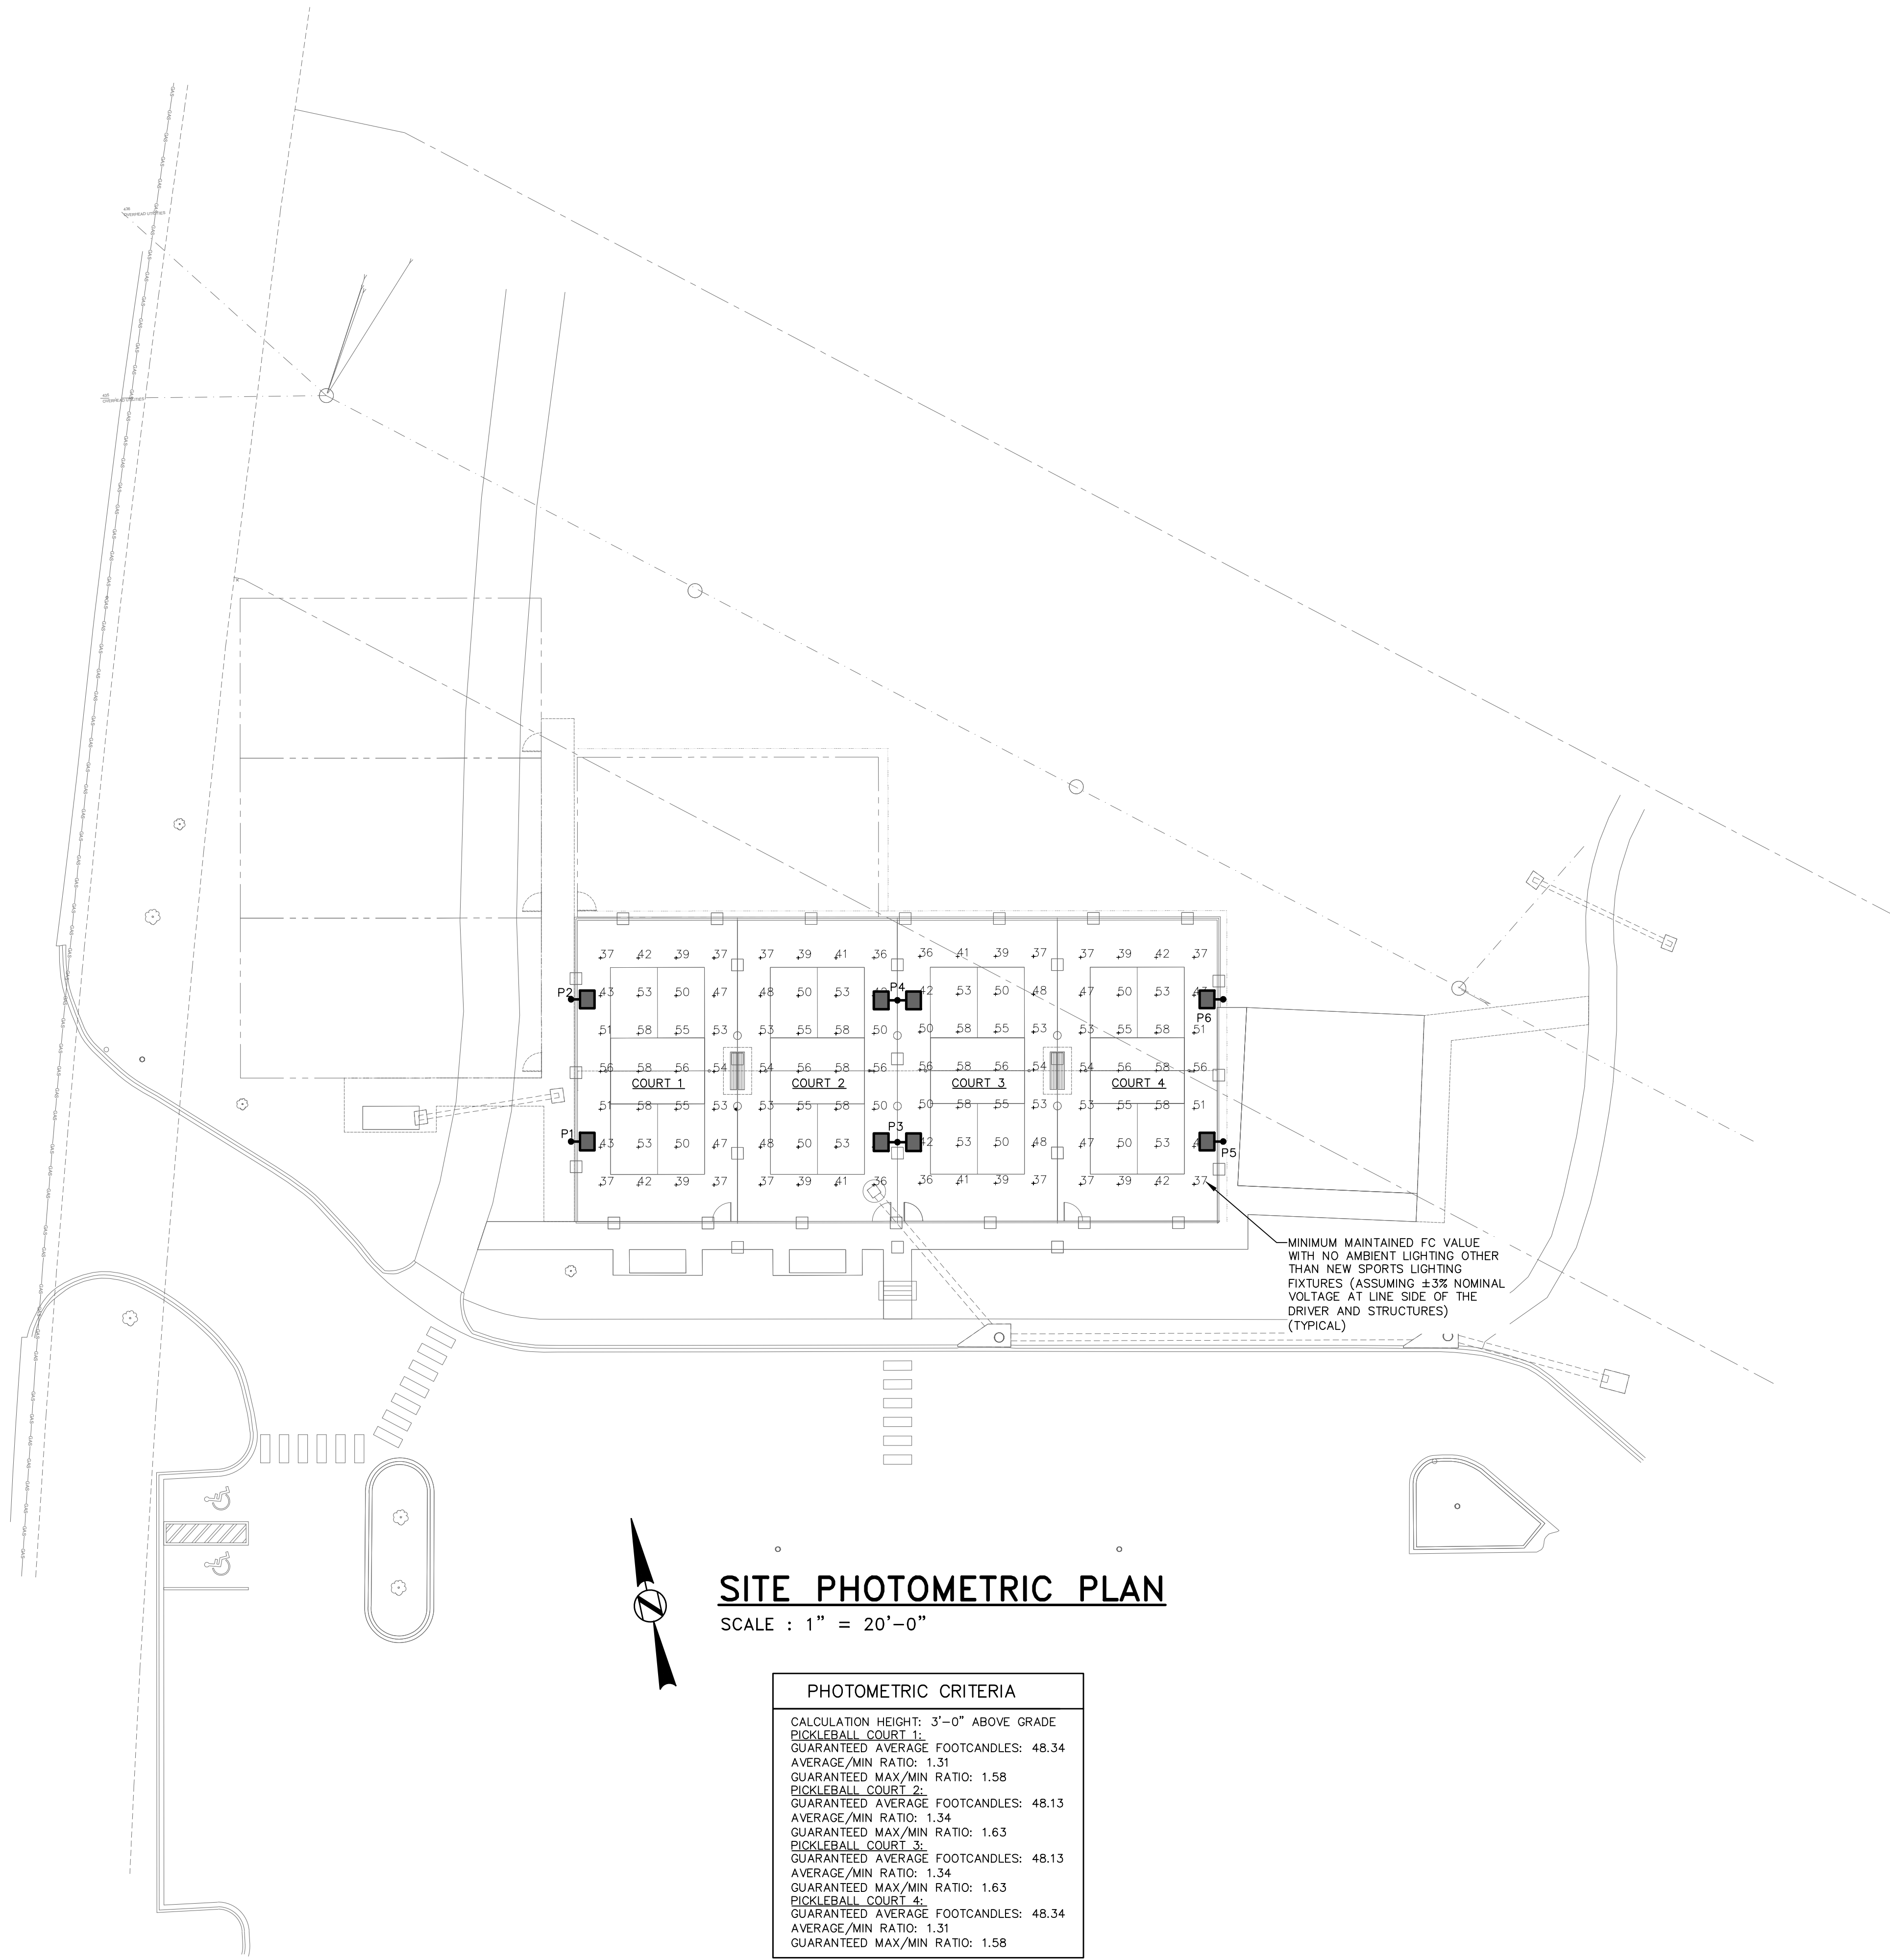 OVERHEAD UTILITIES
OVERHEAD UTILITIES
GAS
37 42 39 37 37 39 41 36 36 41 39 37 37 39 42 37
P2 43 53 50 47 48 50 53 P4 42 53 50 48 47 50 53
P6
51 58 55 53 53 55 58 50 50 58 55 53 53 55 58 51
56 58 56 54 54 56 58 56 56 58 56 54 54 56 58 56
COURT 1 COURT 2 COURT 3 COURT 4
51 58 55 53 53 55 58 50 50 58 55 53 53 55 58 51
P1 43 53 50 47 48 50 53 P3 42 53 50 48 47 50 53
P5
37 42 39 37 37 39 41 36 36 41 39 37 37 39 42 37
MINIMUM MAINTAINED FC VALUE
WITH NO AMBIENT LIGHTING OTHER
THAN NEW SPORTS LIGHTING
FIXTURES (ASSUMING ±3% NOMINAL
VOLTAGE AT LINE SIDE OF THE
DRIVER AND STRUCTURES)
(TYPICAL)
N
SITE PHOTOMETRIC PLAN
SCALE : 1" = 20'-0"
PHOTOMETRIC CRITERIA
CALCULATION HEIGHT: 3'-0" ABOVE GRADE
PICKLEBALL COURT 1:
GUARANTEED AVERAGE FOOTCANDLES: 48.34
AVERAGE/MIN RATIO: 1.31
GUARANTEED MAX/MIN RATIO: 1.58
PICKLEBALL COURT 2:
GUARANTEED AVERAGE FOOTCANDLES: 48.13
AVERAGE/MIN RATIO: 1.34
GUARANTEED MAX/MIN RATIO: 1.63
PICKLEBALL COURT 3:
GUARANTEED AVERAGE FOOTCANDLES: 48.13
AVERAGE/MIN RATIO: 1.34
GUARANTEED MAX/MIN RATIO: 1.63
PICKLEBALL COURT 4:
GUARANTEED AVERAGE FOOTCANDLES: 48.34
AVERAGE/MIN RATIO: 1.31
GUARANTEED MAX/MIN RATIO: 1.58